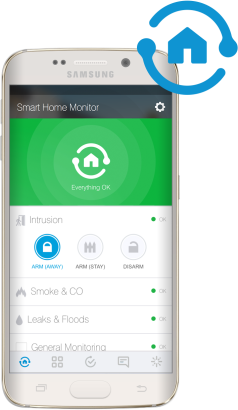 SAMSUNG
Smart Home Monitor
Everything OK
Intrusion
OK
ARM (AWAY)
ARM (STAY)
DISARM
Smoke & CO
OK
Leaks & Floods
OK
General Monitoring
OK